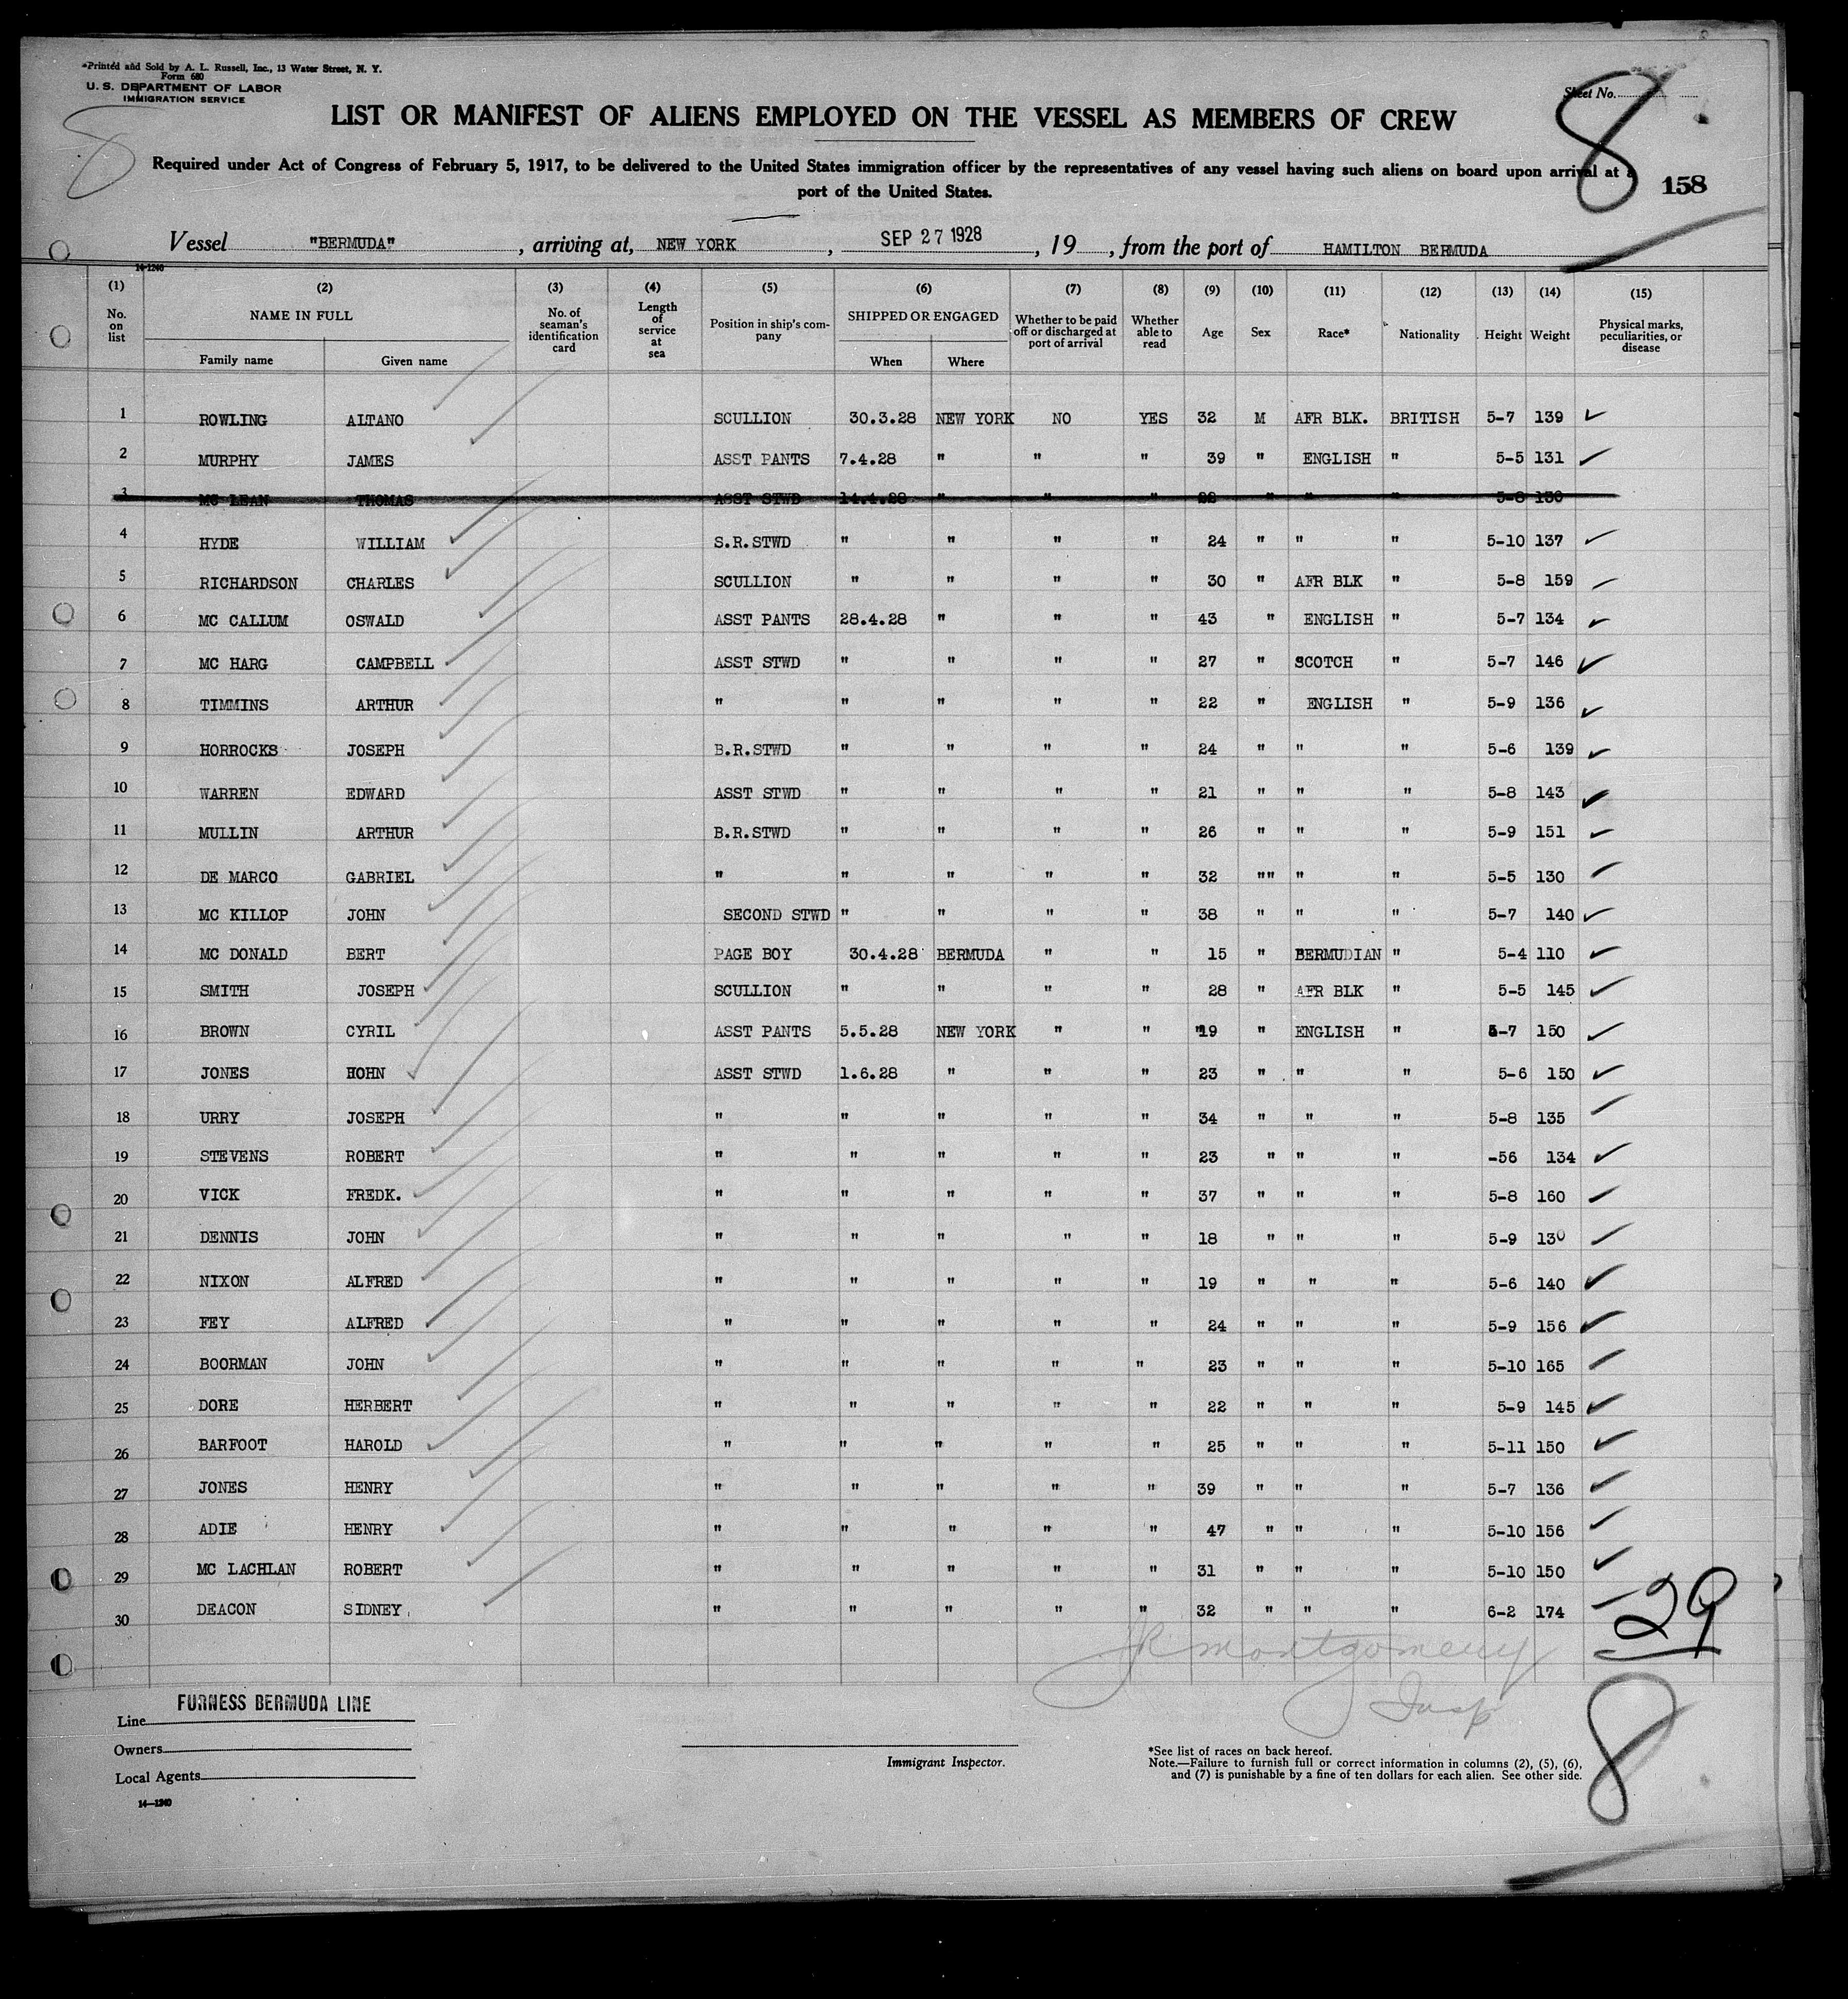 *Printed and Sold by A. L. Russell, Inc., 13 Water Street, N. Y.
Form 680
U. S. DEPARTMENT OF LABOR
IMMIGRATION SERVICE
Sheet No. 8
8
LIST OR MANIFEST OF ALIENS EMPLOYED ON THE VESSEL AS MEMBERS OF CREW
Required under Act of Congress of February 5, 1917, to be delivered to the United States immigration officer by the representatives of any vessel having such aliens on board upon arrival at a
port of the United States.
158
Vessel "BERMUDA", arriving at, NEW YORK, SEP 27 1928, 19, from the port of HAMILTON BERMUDA
14-1240
(1) (2) (3) (4) (5) (6) (7) (8) (9) (10) (11) (12) (13) (14) (15)
No. on list NAME IN FULL Family name Given name No. of seaman's identification card Length of service at sea Position in ship's company SHIPPED OR ENGAGED When Where Whether to be paid off or discharged at port of arrival Whether able to read Age Sex Race* Nationality Height Weight Physical marks, peculiarities, or disease
1 ROWLING ALTANO SCULLION 30.3.28 NEW YORK NO YES 32 M AFR BLK. BRITISH 5-7 139
2 MURPHY JAMES ASST PANTS 7.4.28 " " " 39 " ENGLISH " 5-5 131
3 MC LEAN THOMAS ASST STWD 14.4.28 " " " 22 " " " 5-8 130
4 HYDE WILLIAM S.R.STWD " " " " 24 " " " 5-10 137
5 RICHARDSON CHARLES SCULLION " " " " 30 " AFR BLK " 5-8 159
6 MC CALLUM OSWALD ASST PANTS 28.4.28 " " " 43 " ENGLISH " 5-7 134
7 MC HARG CAMPBELL ASST STWD " " " " 27 " SCOTCH " 5-7 146
8 TIMMINS ARTHUR " " " " " 22 " ENGLISH " 5-9 136
9 HORROCKS JOSEPH B.R.STWD " " " " 24 " " " 5-6 139
10 WARREN EDWARD ASST STWD " " " " 21 " " " 5-8 143
11 MULLIN ARTHUR B.R.STWD " " " " 26 " " " 5-9 151
12 DE MARCO GABRIEL " " " " " 32 "" " " 5-5 130
13 MC KILLOP JOHN SECOND STWD " " " " 38 " " " 5-7 140
14 MC DONALD BERT PAGE BOY 30.4.28 BERMUDA " " 15 " BERMUDIAN " 5-4 110
15 SMITH JOSEPH SCULLION " " " " 28 " AFR BLK " 5-5 145
16 BROWN CYRIL ASST PANTS 5.5.28 NEW YORK " " "19 " ENGLISH " 5-7 150
17 JONES HOHN ASST STWD 1.6.28 " " " 23 " " " 5-6 150
18 URRY JOSEPH " " " " " 34 " " " 5-8 135
19 STEVENS ROBERT " " " " " 23 " " " -56 134
20 VICK FREDK. " " " " " 37 " " " 5-8 160
21 DENNIS JOHN " " " " " 18 " " " 5-9 130
22 NIXON ALFRED " " " " " 19 " " " 5-6 140
23 FEY ALFRED " " " " " 24 " " " 5-9 156
24 BOORMAN JOHN " " " " " 23 " " " 5-10 165
25 DORE HERBERT " " " " " 22 " " " 5-9 145
26 BARFOOT HAROLD " " " " " 25 " " " 5-11 150
27 JONES HENRY " " " " " 39 " " " 5-7 136
28 ADIE HENRY " " " " " 47 " " " 5-10 156
29 MC LACHLAN ROBERT " " " " " 31 " " " 5-10 150
30 DEACON SIDNEY " " " " " 32 " " " 6-2 174
29
JR Montgomery
Insp
8
Line FURNESS BERMUDA LINE
Owners
Local Agents
14-1240
Immigrant Inspector.
*See list of races on back hereof.
Note.—Failure to furnish full or correct information in columns (2), (5), (6),
and (7) is punishable by a fine of ten dollars for each alien. See other side.